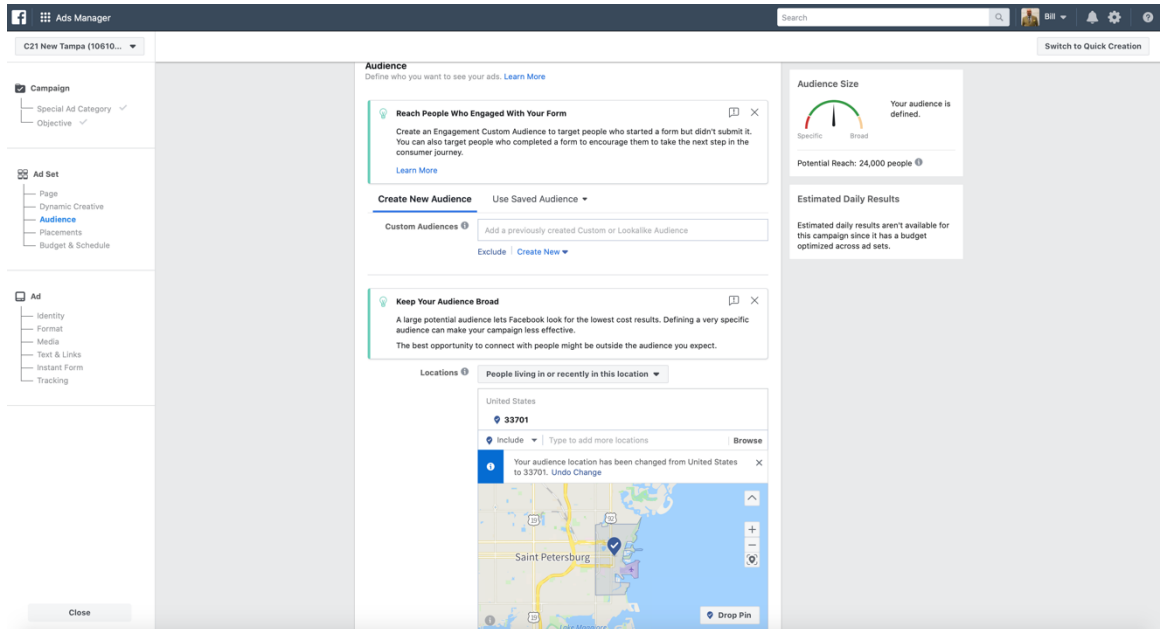 Ads Manager
Search
Bill
C21 New Tampa (10610...
Switch to Quick Creation
Campaign
Special Ad Category
Objective
Ad Set
Page
Dynamic Creative
Audience
Placements
Budget & Schedule
Ad
Identity
Format
Media
Text & Links
Instant Form
Tracking
Close
Audience
Define who you want to see your ads. Learn More
Reach People Who Engaged With Your Form
Create an Engagement Custom Audience to target people who started a form but didn't submit it.
You can also target people who completed a form to encourage them to take the next step in the
consumer journey.
Learn More
Create New Audience
Use Saved Audience
Custom Audiences
Add a previously created Custom or Lookalike Audience
Exclude
Create New
Keep Your Audience Broad
A large potential audience lets Facebook look for the lowest cost results. Defining a very specific
audience can make your campaign less effective.
The best opportunity to connect with people might be outside the audience you expect.
Locations
People living in or recently in this location
United States
33701
Include
Type to add more locations
Browse
Your audience location has been changed from United States
to 33701. Undo Change
19
92
Saint Petersburg
19
Lake Maggiore
Drop Pin
Audience Size
Your audience is
defined.
Specific
Broad
Potential Reach: 24,000 people
Estimated Daily Results
Estimated daily results aren't available for
this campaign since it has a budget
optimized across ad sets.